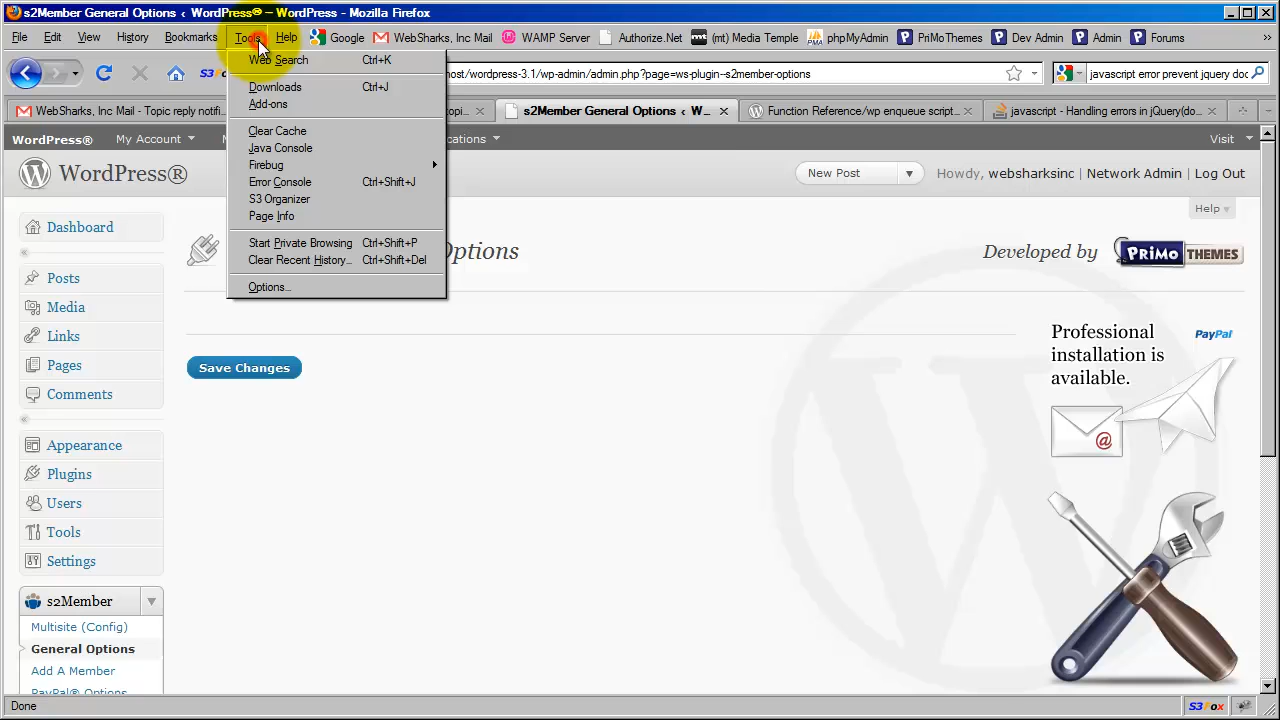 s2Member General Options ‹ WordPress® — WordPress - Mozilla Firefox
File Edit View History Bookmarks Tools Help Google WebSharks, Inc Mail WAMP Server Authorize.Net (mt) Media Temple phpMyAdmin PriMoThemes Dev Admin Admin Forums
S3Fo host/wordpress-3.1/wp-admin/admin.php?page=ws-plugin--s2member-options javascript error prevent jquery doc
WebSharks, Inc Mail - Topic reply notifi... opi... s2Member General Options ‹ W... Function Reference/wp enqueue script... javascript - Handling errors in jQuery(do...
Web Search Ctrl+K
Downloads Ctrl+J
Add-ons
Clear Cache
Java Console
Firebug
Error Console Ctrl+Shift+J
S3 Organizer
Page Info
Start Private Browsing Ctrl+Shift+P
Clear Recent History... Ctrl+Shift+Del
Options...
WordPress® My Account cations Visit
WordPress® New Post Howdy, websharksinc | Network Admin | Log Out
Help
Dashboard
Posts
Media
Links
Pages
Comments
Appearance
Plugins
Users
Tools
Settings
s2Member
Multisite (Config)
General Options
Add A Member
PayPal® Options
Options
Developed by PRiMO THEMES
Save Changes
Professional PayPal
installation is
available.
@
Done S3Fox